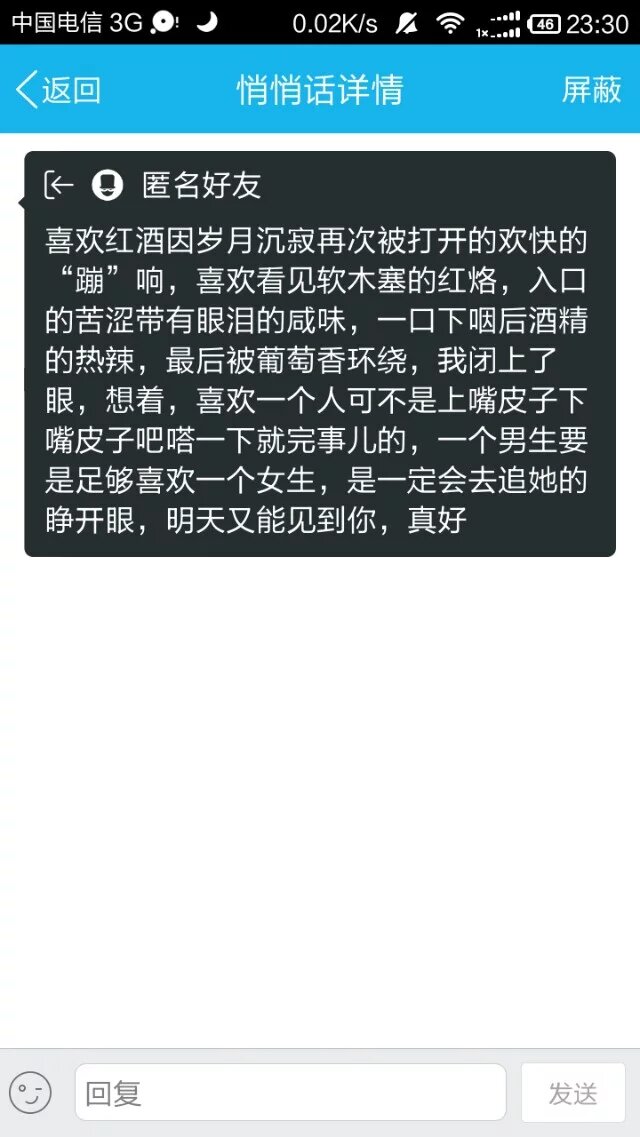 中国电信 3G 0.02K/s 1x 46 23:30
返回 悄悄话详情 屏蔽
匿名好友
喜欢红酒因岁月沉寂再次被打开的欢快的
“蹦”响，喜欢看见软木塞的红烙，入口
的苦涩带有眼泪的咸味，一口下咽后酒精
的热辣，最后被葡萄香环绕，我闭上了
眼，想着，喜欢一个人可不是上嘴皮子下
嘴皮子吧嗒一下就完事儿的，一个男生要
是足够喜欢一个女生，是一定会去追她的
睁开眼，明天又能见到你，真好
回复 发送